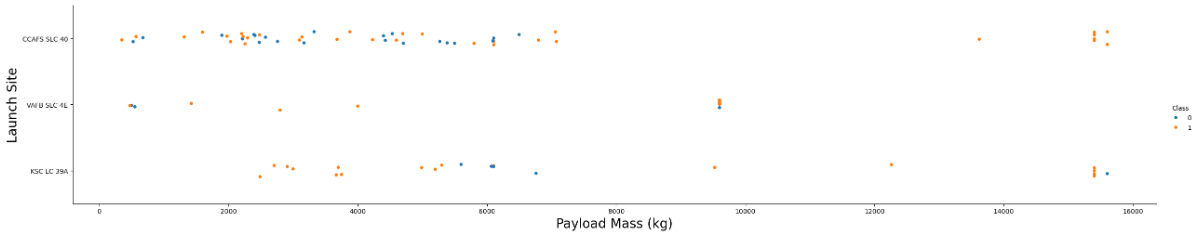 Launch Site
CCAFS SLC 40
VAFB SLC 4E
KSC LC 39A
0
2000
4000
6000
8000
10000
12000
14000
16000
Payload Mass (kg)
Class
0
1